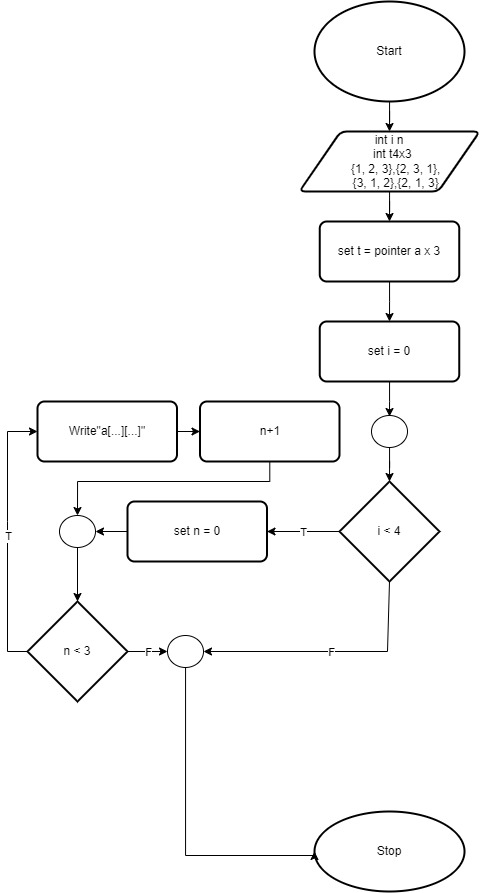 Start
int i n
int t4x3
{1, 2, 3},{2, 3, 1},
{3, 1, 2},{2, 1, 3}
set t = pointer a x 3
set i = 0
Write"a[...][...]"
n+1
set n = 0
T
i < 4
T
n < 3
F
F
Stop